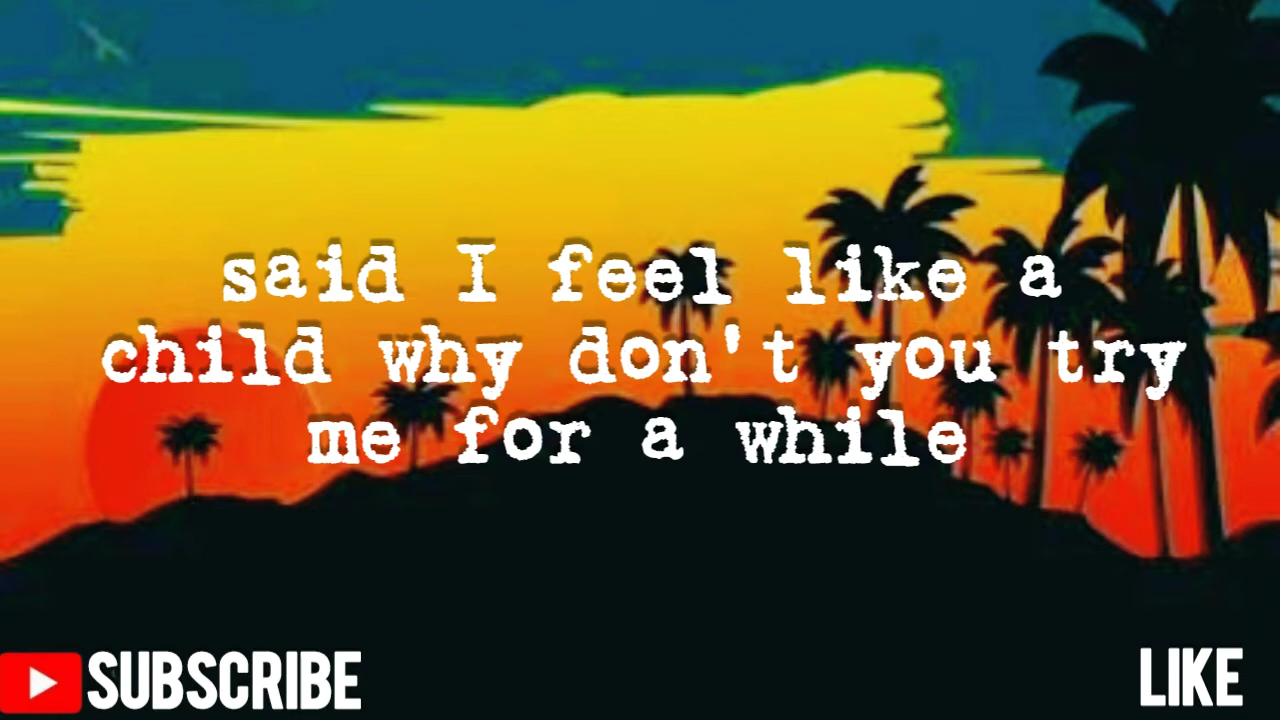 said I feel like a
child why don't you try
me for a while
SUBSCRIBE
LIKE